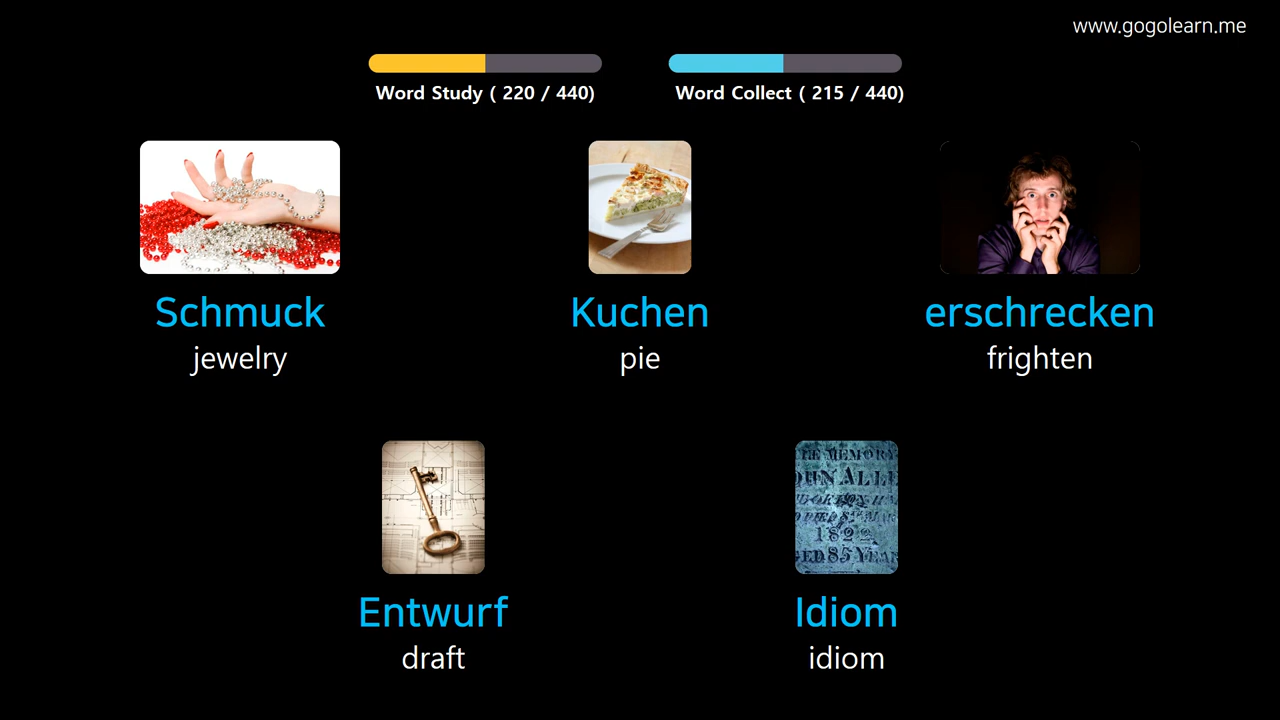 www.gogolearn.me
Word Study ( 220 / 440)
Word Collect ( 215 / 440)
Schmuck
jewelry
Kuchen
pie
erschrecken
frighten
Entwurf
draft
Idiom
idiom
1822